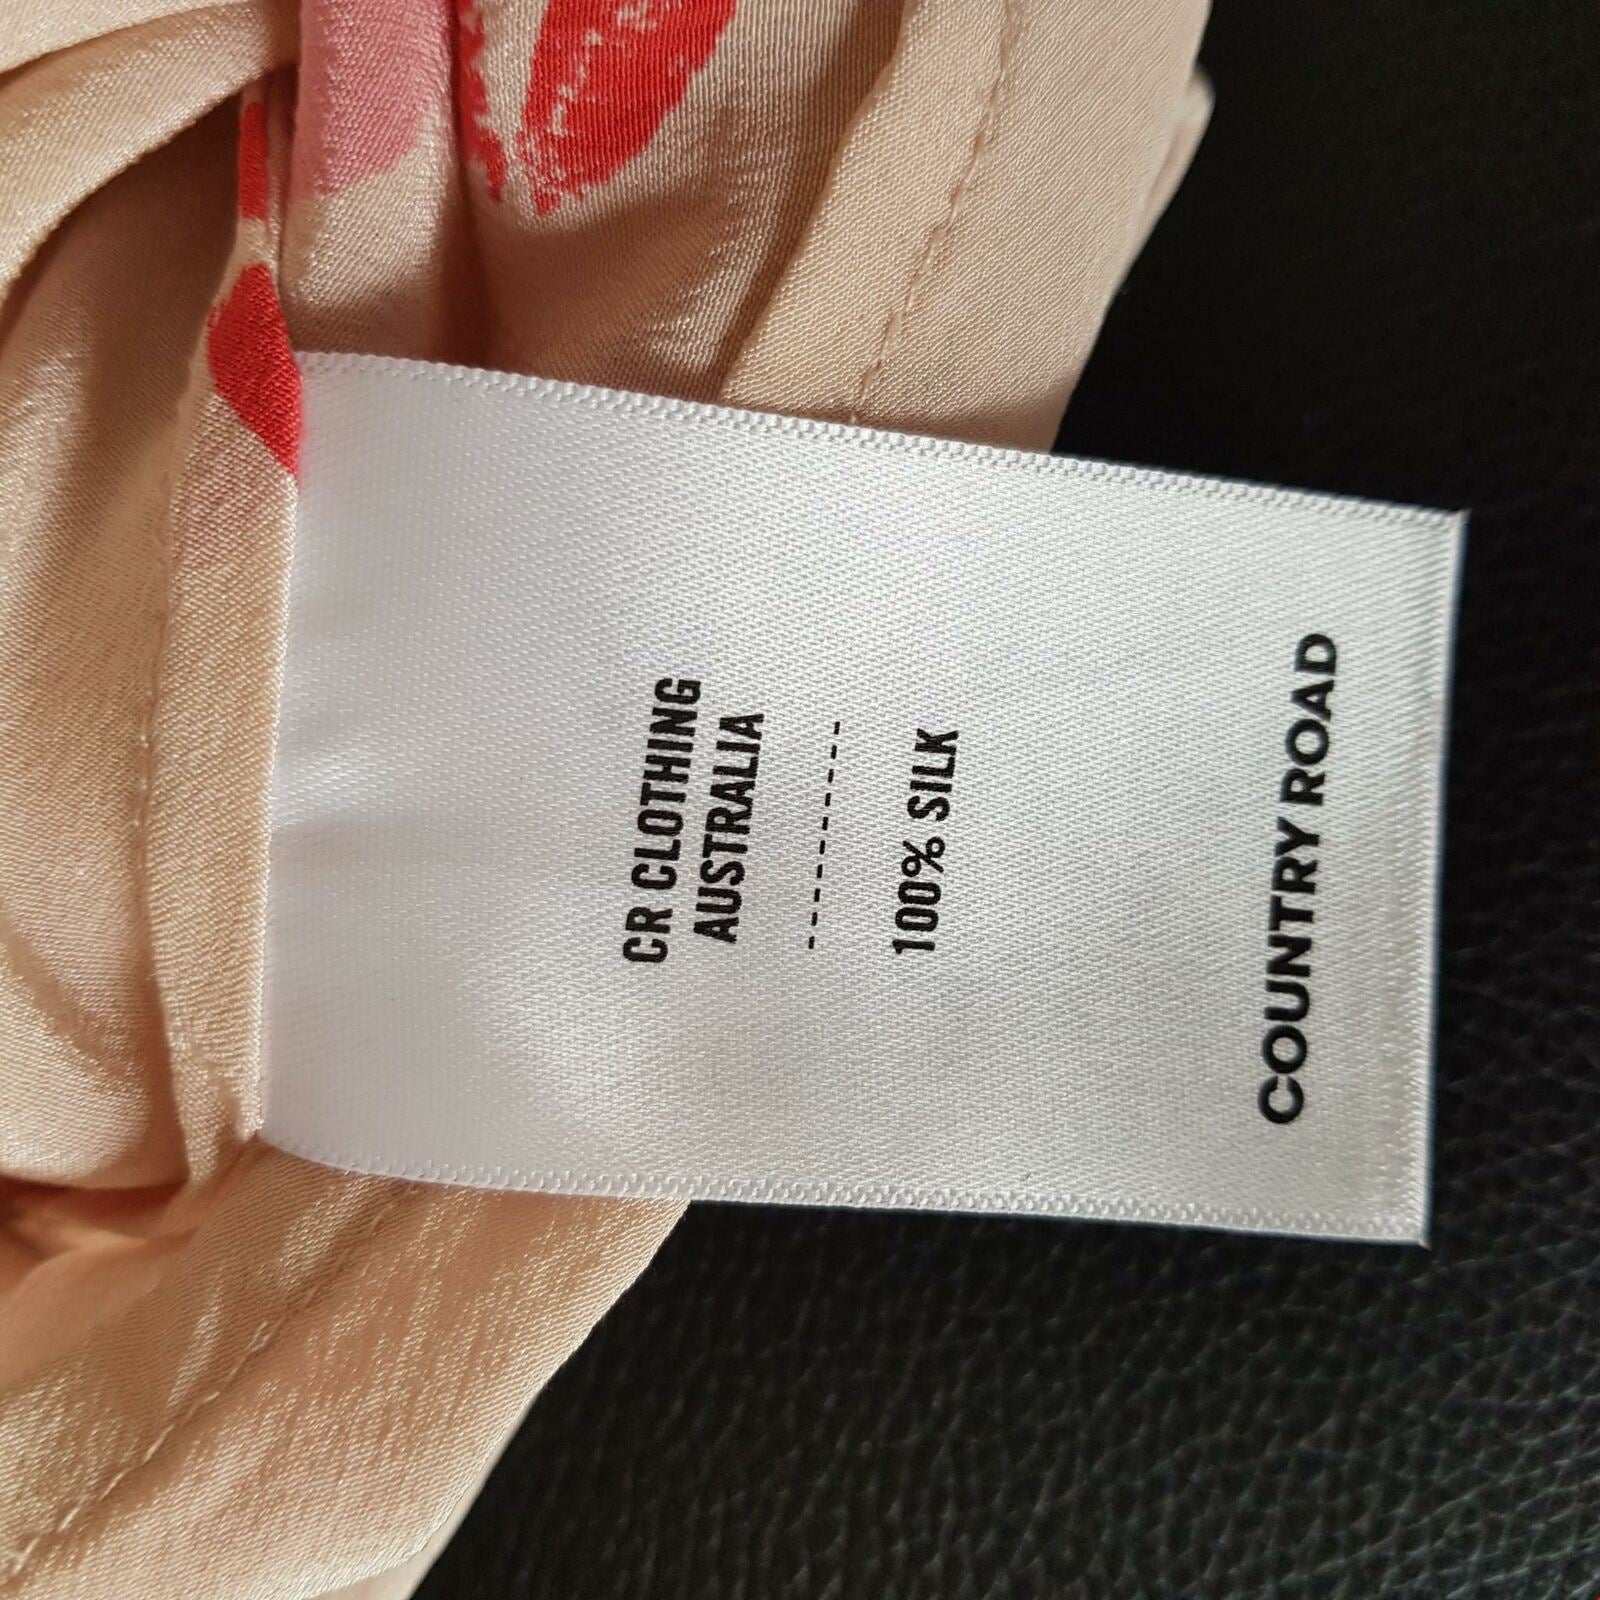 CR CLOTHING
AUSTRALIA
----------
100% SILK
COUNTRY ROAD